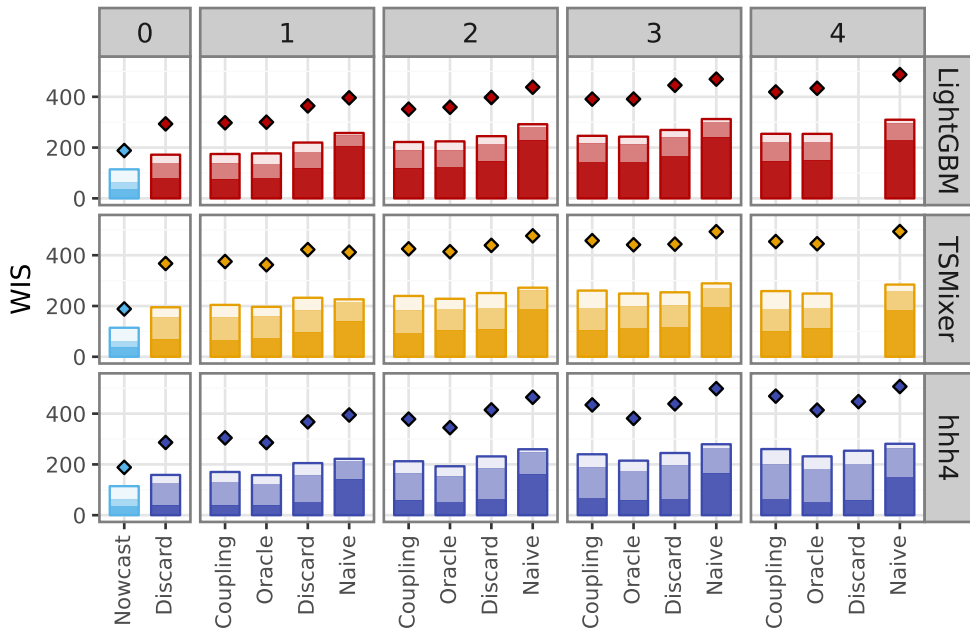 0 1 2 3 4
WIS
400
200
0
LightGBM
400
200
0
TSMixer
400
200
0
hhh4
Nowcast
Discard
Coupling
Oracle
Discard
Naive
Coupling
Oracle
Discard
Naive
Coupling
Oracle
Discard
Naive
Coupling
Oracle
Discard
Naive